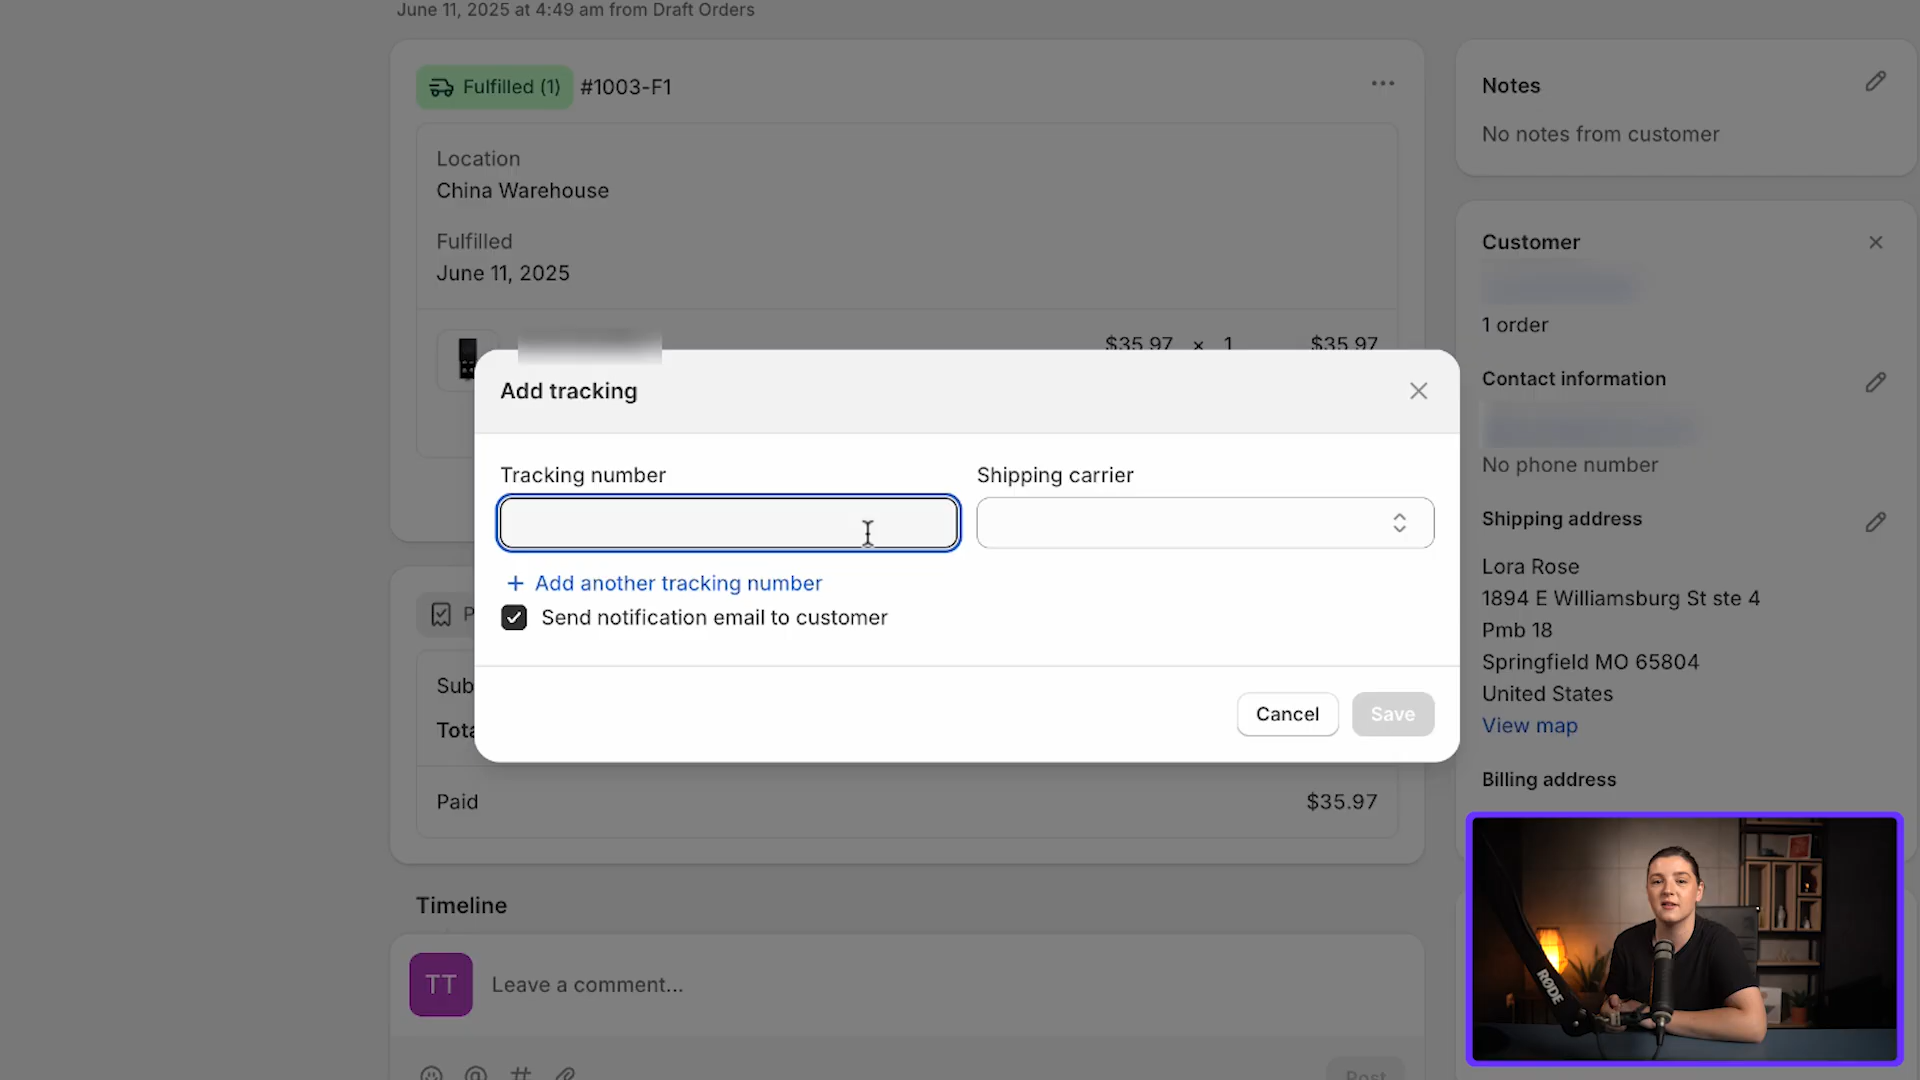 June 11, 2025 at 4:49 am from Draft Orders
Fulfilled (1) #1003-F1
Location
China Warehouse
Fulfilled
June 11, 2025
$35.97 × 1 $35.97
Add tracking
Tracking number
Shipping carrier
+ Add another tracking number
Send notification email to customer
Cancel
Save
Paid $35.97
Timeline
TT
Leave a comment...
Post
Notes
No notes from customer
Customer
1 order
Contact information
No phone number
Shipping address
Lora Rose
1894 E Williamsburg St ste 4
Pmb 18
Springfield MO 65804
United States
View map
Billing address
RØDE